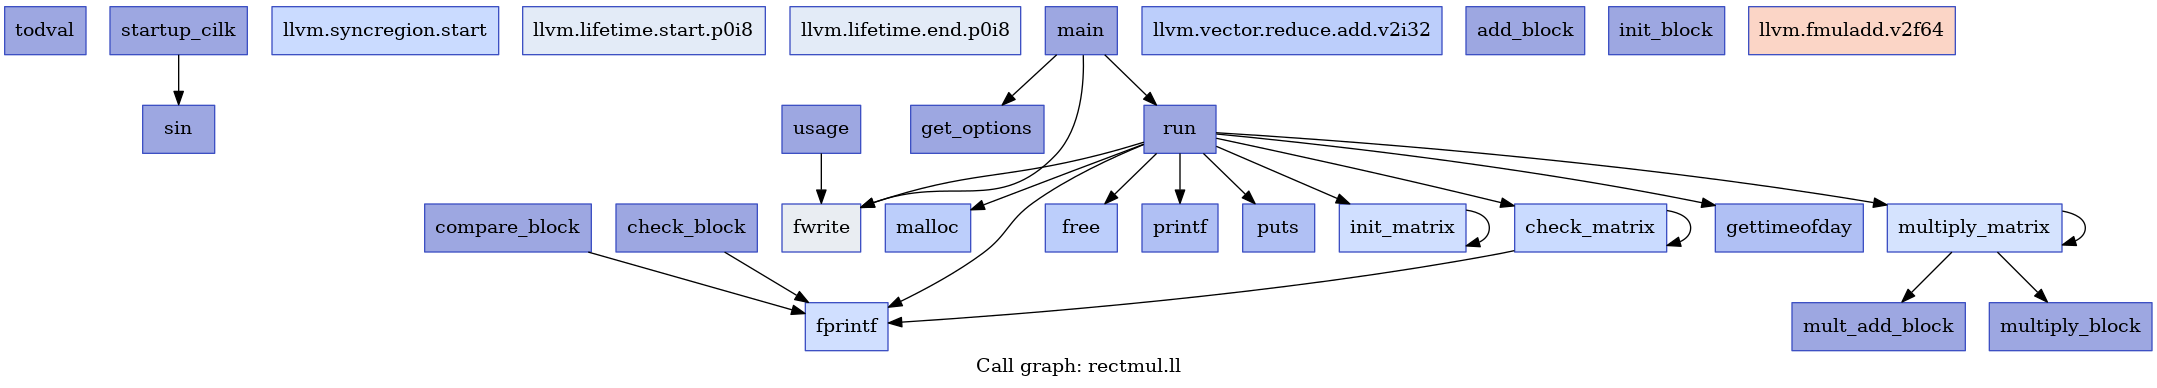 todval
startup_cilk
llvm.syncregion.start
llvm.lifetime.start.p0i8
llvm.lifetime.end.p0i8
main
llvm.vector.reduce.add.v2i32
add_block
init_block
llvm.fmuladd.v2f64
sin
usage
get_options
run
compare_block
check_block
fwrite
malloc
free
printf
puts
init_matrix
check_matrix
gettimeofday
multiply_matrix
fprintf
mult_add_block
multiply_block
Call graph: rectmul.ll